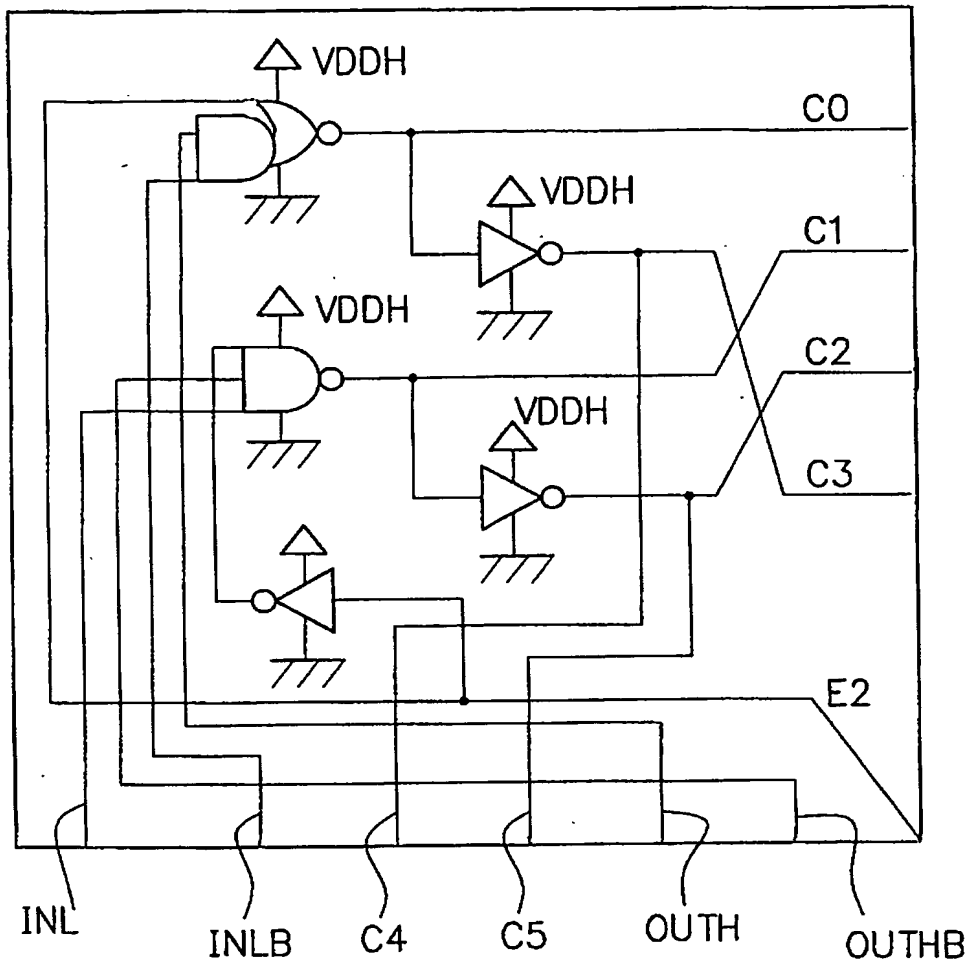 VDDH
C0
VDDH
C1
VDDH
C2
VDDH
C3
E2
INL
INLB
C4
C5
OUTH
OUTHB